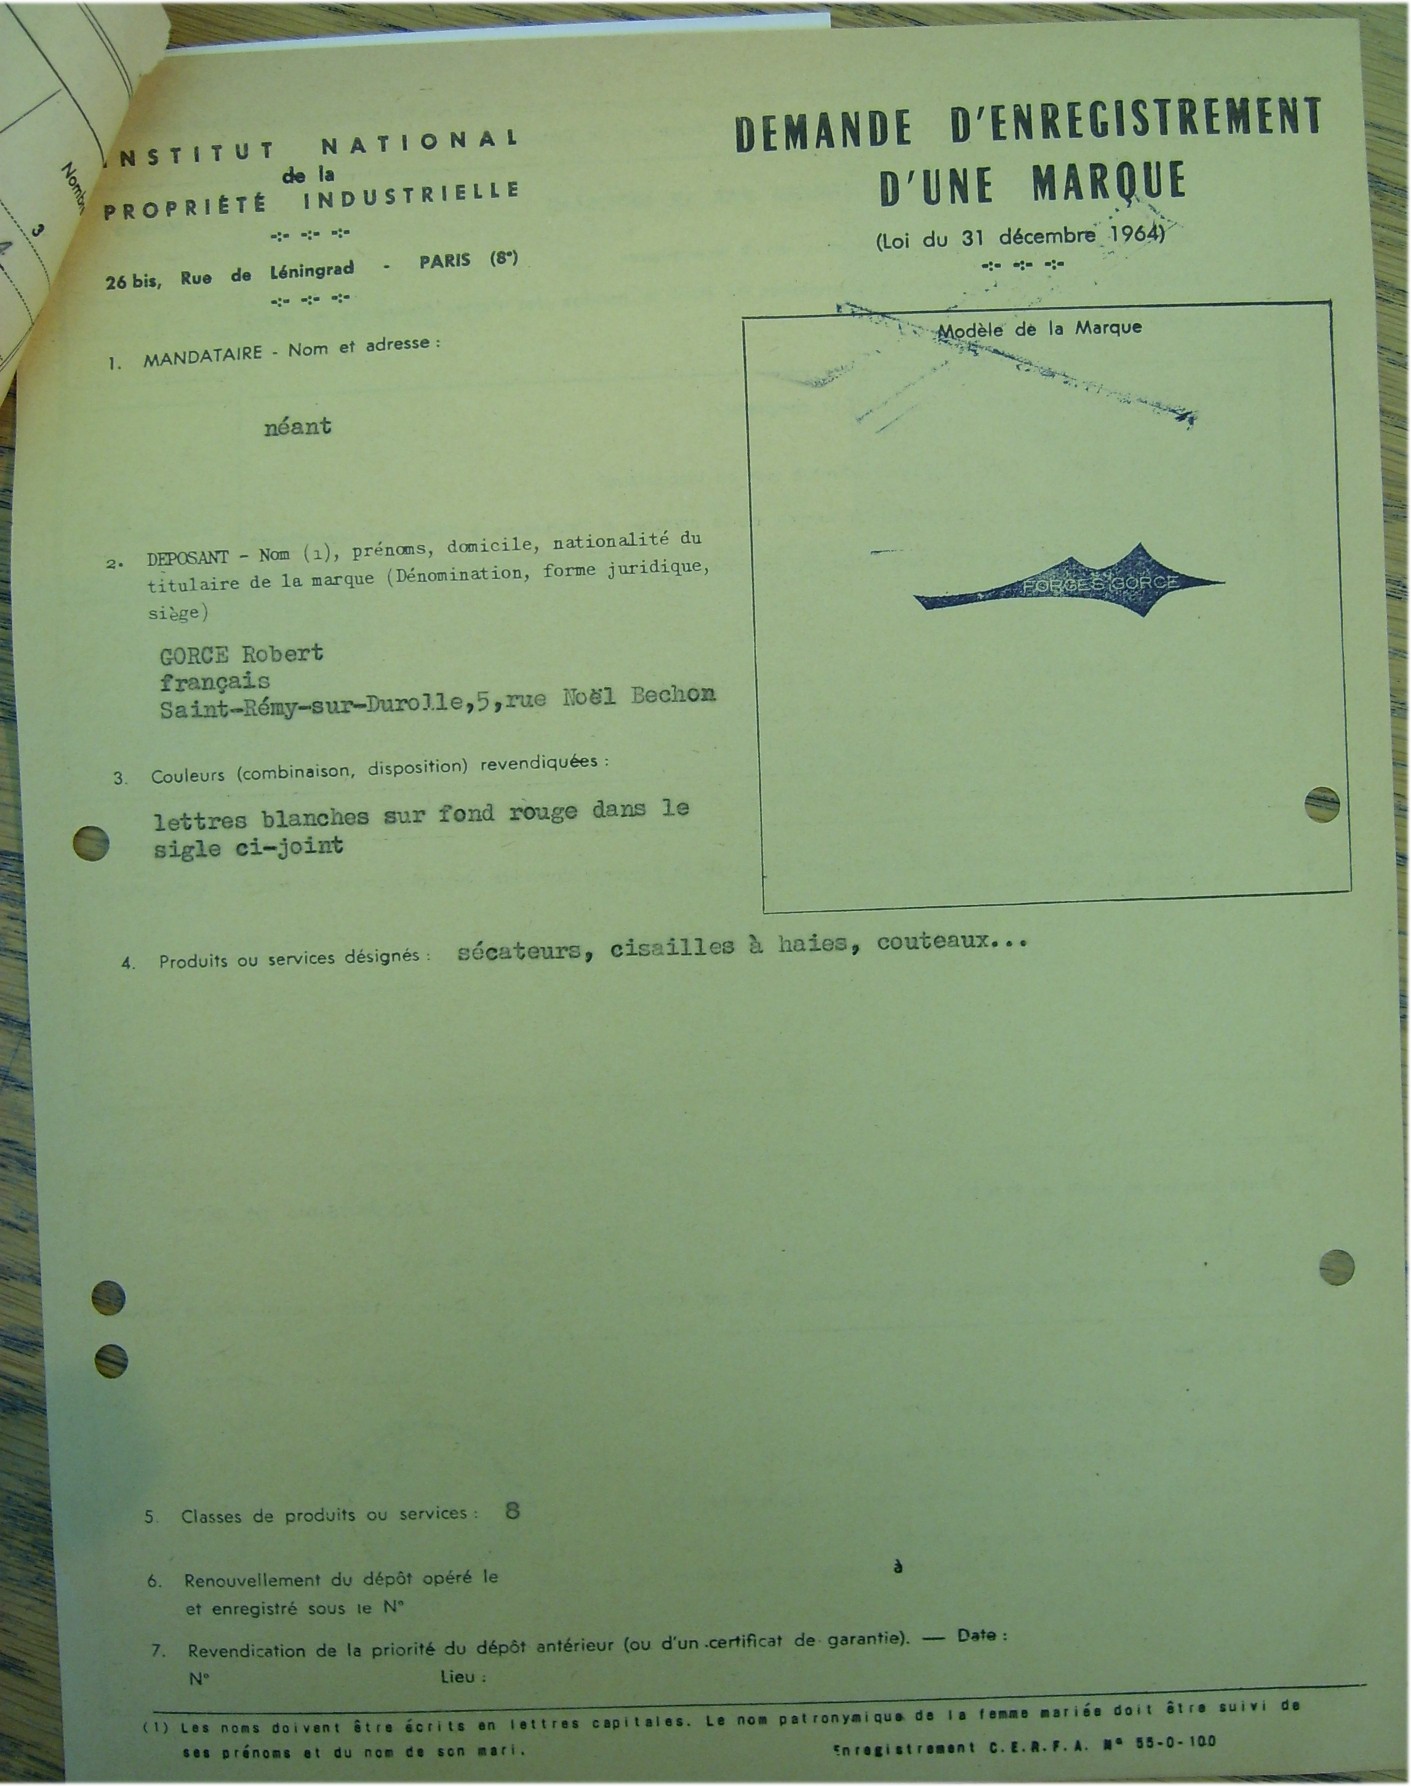 INSTITUT NATIONAL
de la
PROPRIÉTÉ INDUSTRIELLE
-:- -:- -:-
26 bis, Rue de Léningrad - PARIS (8e)
-:- -:- -:-
DEMANDE D'ENREGISTREMENT
D'UNE MARQUE
(Loi du 31 décembre 1964)
-:- -:- -:-
Nombr
3
1. MANDATAIRE - Nom et adresse :
néant
Modèle de la Marque
FORGES GORCE
2. DEPOSANT - Nom (1), prénoms, domicile, nationalité du
titulaire de la marque (Dénomination, forme juridique,
siège)
GORCE Robert
français
Saint-Rémy-sur-Durolle,5,rue Noël Bechon
3. Couleurs (combinaison, disposition) revendiquées :
lettres blanches sur fond rouge dans le
sigle ci-joint
4. Produits ou services désignés : sécateurs, cisailles à haies, couteaux...
5. Classes de produits ou services : 8
6. Renouvellement du dépôt opéré le à
et enregistré sous le N°
7. Revendication de la priorité du dépôt antérieur (ou d'un certificat de garantie). — Date :
N° Lieu :
(1) Les noms doivent être écrits en lettres capitales. Le nom patronymique de la femme mariée doit être suivi de
ses prénoms et du nom de son mari.
Enregistrement C.E.R.F.A. N° 55-0-100